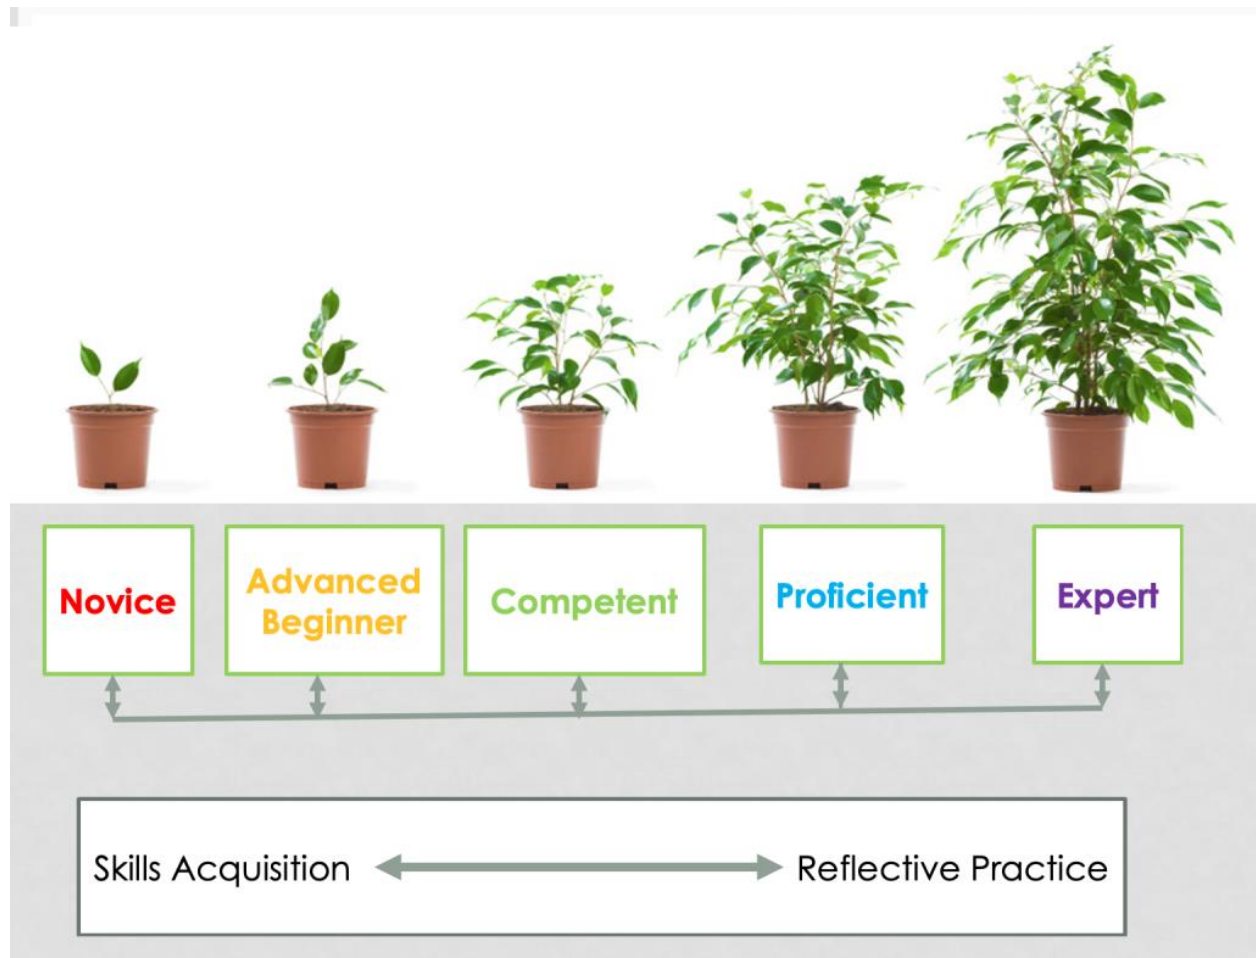 Novice
Advanced
Beginner
Competent
Proficient
Expert
Skills Acquisition
Reflective Practice